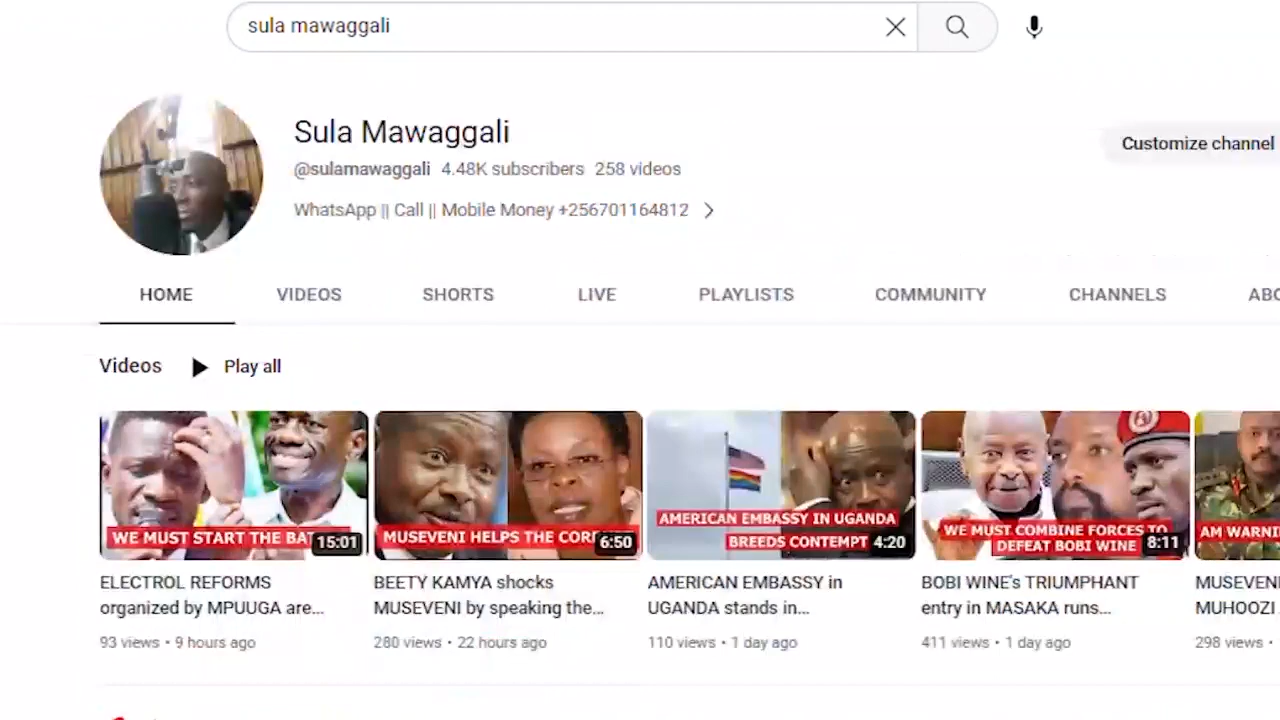 sula mawaggali
Sula Mawaggali
@sulamawaggali 4.48K subscribers 258 videos
WhatsApp || Call || Mobile Money +256701164812
Customize channel
HOME VIDEOS SHORTS LIVE PLAYLISTS COMMUNITY CHANNELS ABO
Videos Play all
WE MUST START THE BAT 15:01
MUSEVENI HELPS THE COR 6:50
AMERICAN EMBASSY IN UGANDA
BREEDS CONTEMPT 4:20
WE MUST COMBINE FORCES TO
DEFEAT BOBI WINE 8:11
AM WARNI
ELECTROL REFORMS
organized by MPUUGA are...
93 views • 9 hours ago
BEETY KAMYA shocks
MUSEVENI by speaking the...
280 views • 22 hours ago
AMERICAN EMBASSY in
UGANDA stands in...
110 views • 1 day ago
BOBI WINE's TRIUMPHANT
entry in MASAKA runs...
411 views • 1 day ago
MUSEVENI
MUHOOZI
298 views •